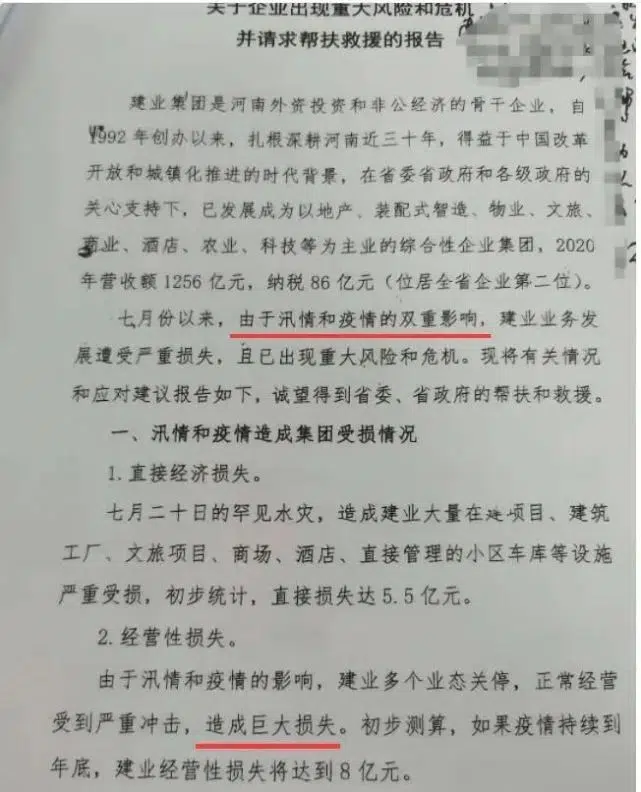 关于企业出现重大风险和危机
并请求帮扶救援的报告
建业集团是河南外资投资和非公经济的骨干企业，自
1992年创办以来，扎根深耕河南近三十年，得益于中国改革
开放和城镇化推进的时代背景，在省委省政府和各级政府的
关心支持下，已发展成为以地产、装配式智造、物业、文旅、
商业、酒店、农业、科技等为主业的综合性企业集团，2020
年营收额1256亿元，纳税86亿元（位居全省企业第二位）。
七月份以来，由于汛情和疫情的双重影响，建业业务发
展遭受严重损失，且已出现重大风险和危机。现将有关情况
和应对建议报告如下，诚望得到省委、省政府的帮扶和救援。
一、汛情和疫情造成集团受损情况
1.直接经济损失。
七月二十日的罕见水灾，造成建业大量在建项目、建筑
工厂、文旅项目、商场、酒店、直接管理的小区车库等设施
严重受损，初步统计，直接损失达5.5亿元。
2.经营性损失。
由于汛情和疫情的影响，建业多个业态关停，正常经营
受到严重冲击，造成巨大损失。初步测算，如果疫情持续到
年底，建业经营性损失将达到8亿元。